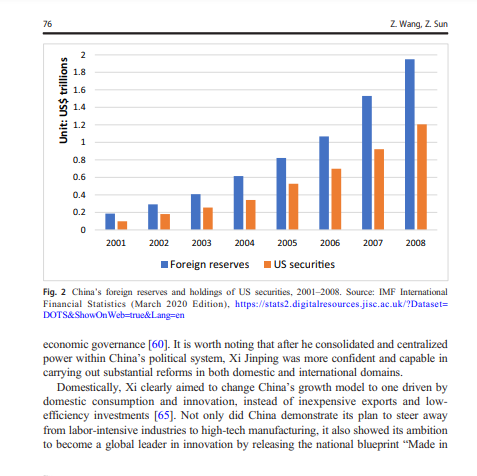 76
Z. Wang, Z. Sun
Unit: US$ trillions
2
1.8
1.6
1.4
1.2
1
0.8
0.6
0.4
0.2
0
2001 2002 2003 2004 2005 2006 2007 2008
Foreign reserves US securities
Fig. 2 China's foreign reserves and holdings of US securities, 2001–2008. Source: IMF International
Financial Statistics (March 2020 Edition), https://stats2.digitalresources.jisc.ac.uk/?Dataset=
DOTS&ShowOnWeb=true&Lang=en
economic governance [60]. It is worth noting that after he consolidated and centralized
power within China's political system, Xi Jinping was more confident and capable in
carrying out substantial reforms in both domestic and international domains.
Domestically, Xi clearly aimed to change China's growth model to one driven by
domestic consumption and innovation, instead of inexpensive exports and low-
efficiency investments [65]. Not only did China demonstrate its plan to steer away
from labor-intensive industries to high-tech manufacturing, it also showed its ambition
to become a global leader in innovation by releasing the national blueprint “Made in